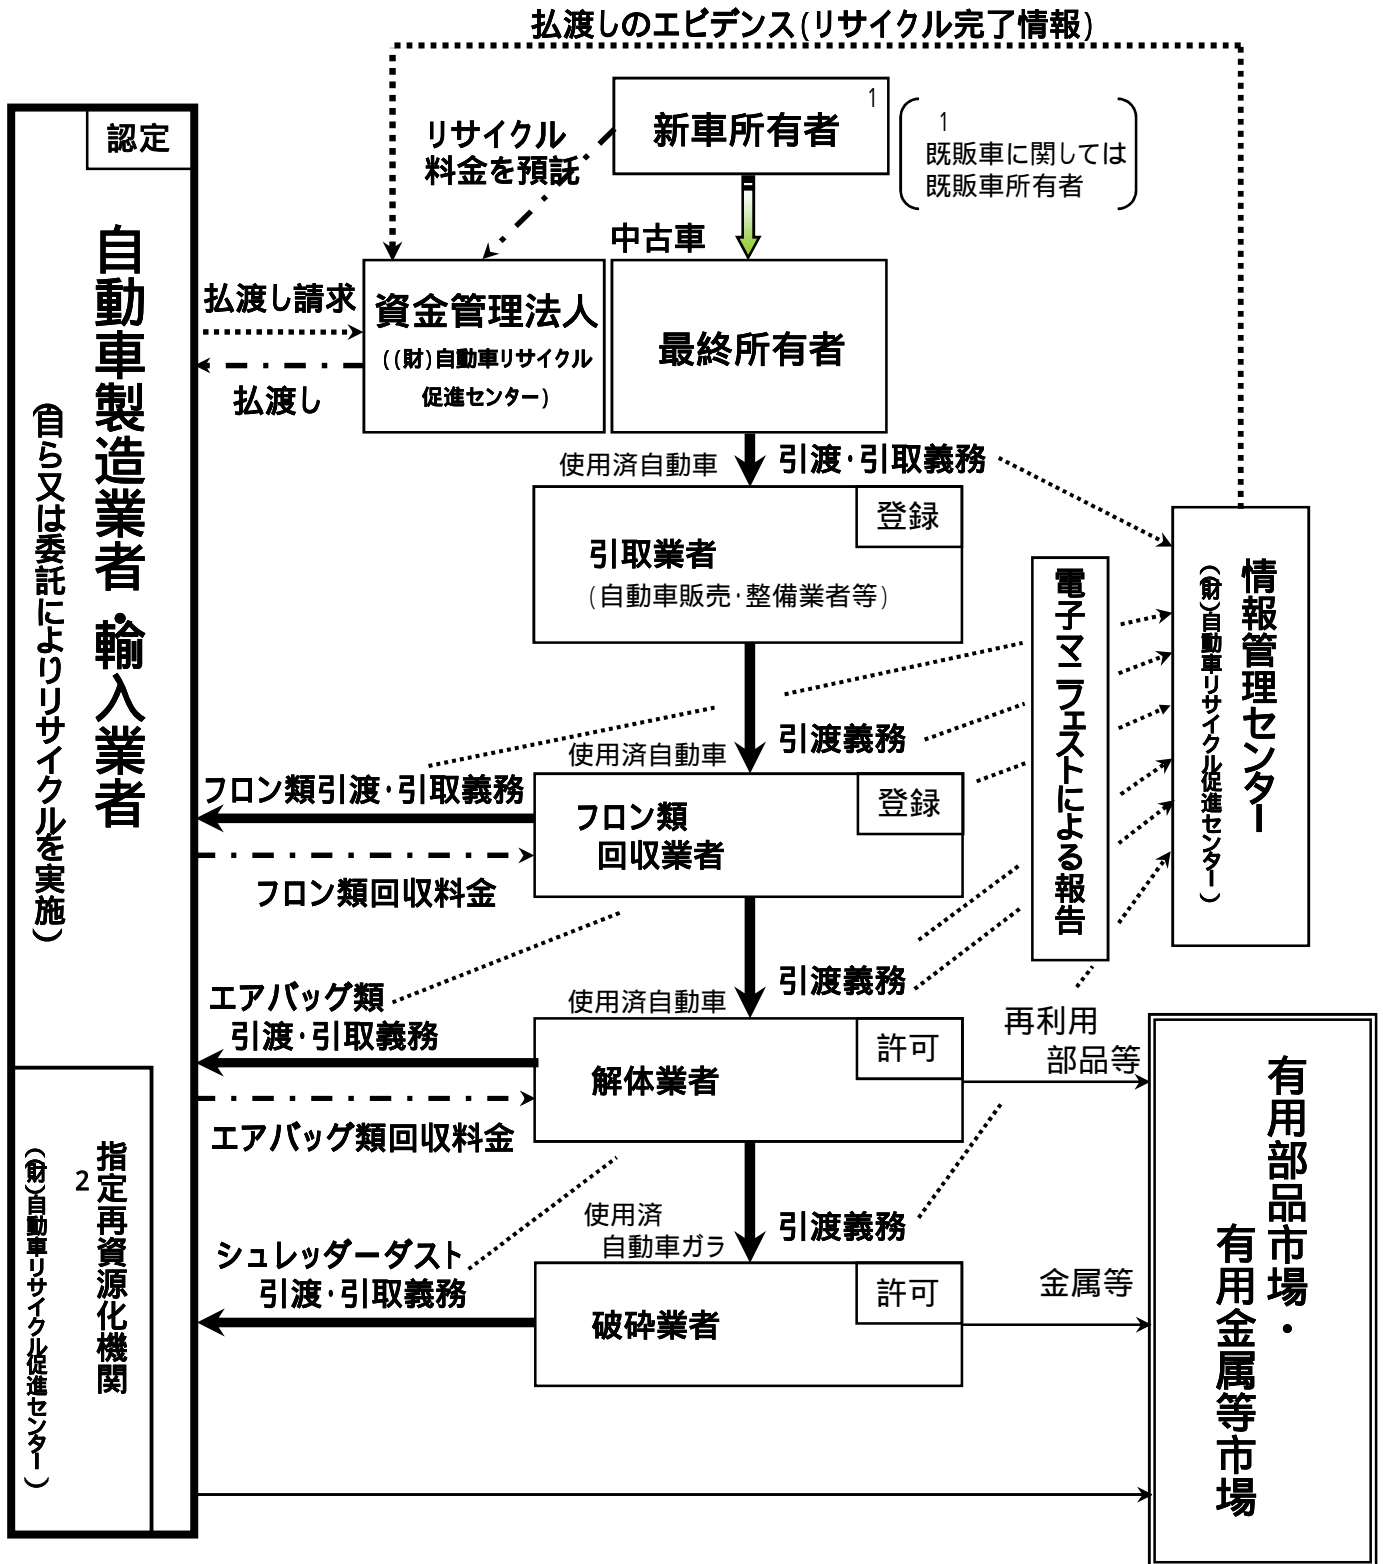 払渡しのエビデンス(リサイクル完了情報)
認定
自動車製造業者・輸入業者
(自ら又は委託によりリサイクルを実施)
リサイクル
料金を預託
新車所有者
1
1
既販車に関しては
既販車所有者
中古車
払渡し請求
払渡し
資金管理法人
((財)自動車リサイクル
促進センター)
最終所有者
使用済自動車
引渡・引取義務
登録
引取業者
(自動車販売・整備業者等)
電子マニフェストによる報告
情報管理センター
((財)自動車リサイクル促進センター)
使用済自動車
引渡義務
フロン類引渡・引取義務
フロン類回収料金
登録
フロン類
回収業者
使用済自動車
引渡義務
エアバッグ類
引渡・引取義務
エアバッグ類回収料金
許可
解体業者
再利用
部品等
有用部品市場・
有用金属等市場
指定再資源化機関
2
((財)自動車リサイクル促進センター)
使用済
自動車ガラ
引渡義務
シュレッダーダスト
引渡・引取義務
許可
破砕業者
金属等